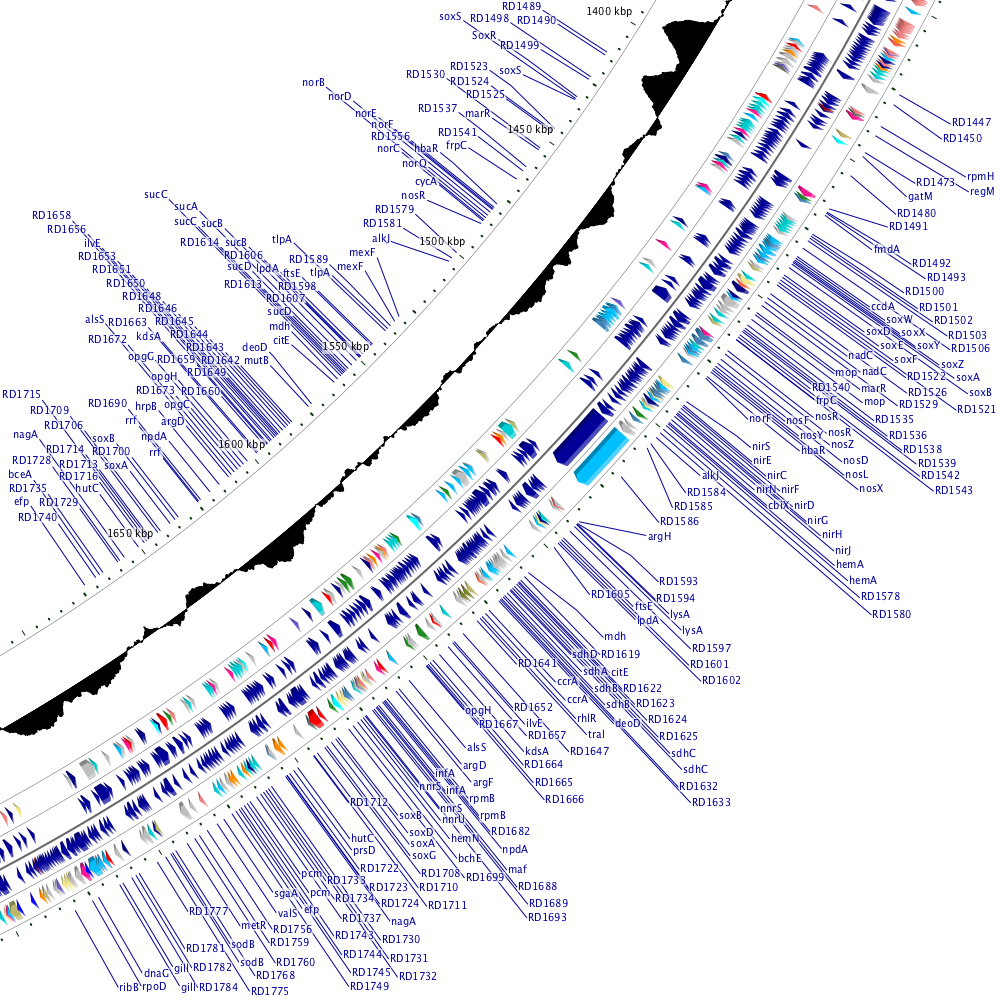 RD1489
1400 kbp
soxS
RD1498
RD1490
SoxR
RD1499
RD1523
soxS
RD1530
RD1524
norB
norD
RD1525
RD1537
marK
norE
norF
1450 kbp
RD1556
RD1541
norC
hbaR
frpC
norQ
cycA
nosR
RD1579
RD1581
alkJ
1500 kbp
mexF
mexF
sucC
sucA
sucC
sucB
RD1614
sucB
tlpA
RD1606
RD1589
sucD
lpdA
ftsE
tlpA
RD1613
RD1598
RD1607
sucD
mdh
citE
1550 kbp
deoD
mutB
RD1658
RD1656
ilvE
RD1653
RD1651
RD1650
RD1648
RD1646
alsS
RD1663
RD1645
RD1672
kdsA
RD1644
RD1643
opgG
RD1659
RD1642
RD1649
opgH
RD1673
RD1660
RD1690
hrpB
opgC
rrf
argD
npdA
rrf
1600 kbp
RD1715
RD1709
RD1706
nagA
soxB
RD1714
RD1700
RD1728
RD1713
soxA
bceA
RD1716
RD1735
hutC
efp
RD1729
RD1740
1650 kbp
RD1447
RD1450
rpmH
RD1473
regM
gatM
RD1480
RD1491
fmdA
RD1492
RD1493
RD1500
ccdA
RD1501
soxW
RD1502
soxD
soxX
RD1503
soxE
soxY
RD1506
nadC
soxF
soxZ
mop
nadC
RD1522
soxA
RD1540
marR
RD1526
soxB
frpC
mop
RD1529
RD1521
norF
nosF
nosR
RD1535
nosY
nosR
RD1536
hbaR
nosZ
RD1538
nosD
RD1539
nosL
RD1542
nosX
RD1543
nirS
nirE
alkJ
nirC
RD1584
nirN
nirF
RD1585
cbiX
nirD
RD1586
nirG
argH
nirH
nirJ
hemA
hemA
RD1578
RD1580
RD1593
RD1605
RD1594
ftsE
lysA
lpdA
lysA
RD1597
RD1601
RD1602
mdh
sdhD
RD1619
RD1641
sdhA
citE
ccrA
sdhB
RD1622
ccrA
sdhB
RD1623
rhlR
deoD
RD1624
traI
RD1625
RD1647
sdhC
sdhC
RD1632
RD1633
opgH
RD1652
RD1667
ilvE
RD1657
kdsA
RD1664
RD1665
RD1666
alsS
argD
infA
argF
nnrS
infA
rpmB
nnrS
rpmB
nnrU
RD1682
hemN
npdA
bchE
maf
RD1699
RD1688
RD1689
RD1693
RD1712
soxB
soxD
hutC
soxA
prsD
soxG
RD1722
RD1708
RD1723
RD1710
RD1724
RD1711
pcm
RD1733
sgaA
pcm
RD1734
nagA
valS
efp
RD1737
RD1730
RD1743
RD1731
RD1744
RD1732
RD1745
RD1749
RD1777
metR
RD1756
RD1759
RD1781
sodB
RD1760
sodB
dnaG
gill
RD1782
RD1768
ribB
rpoD
gill
RD1784
RD1775